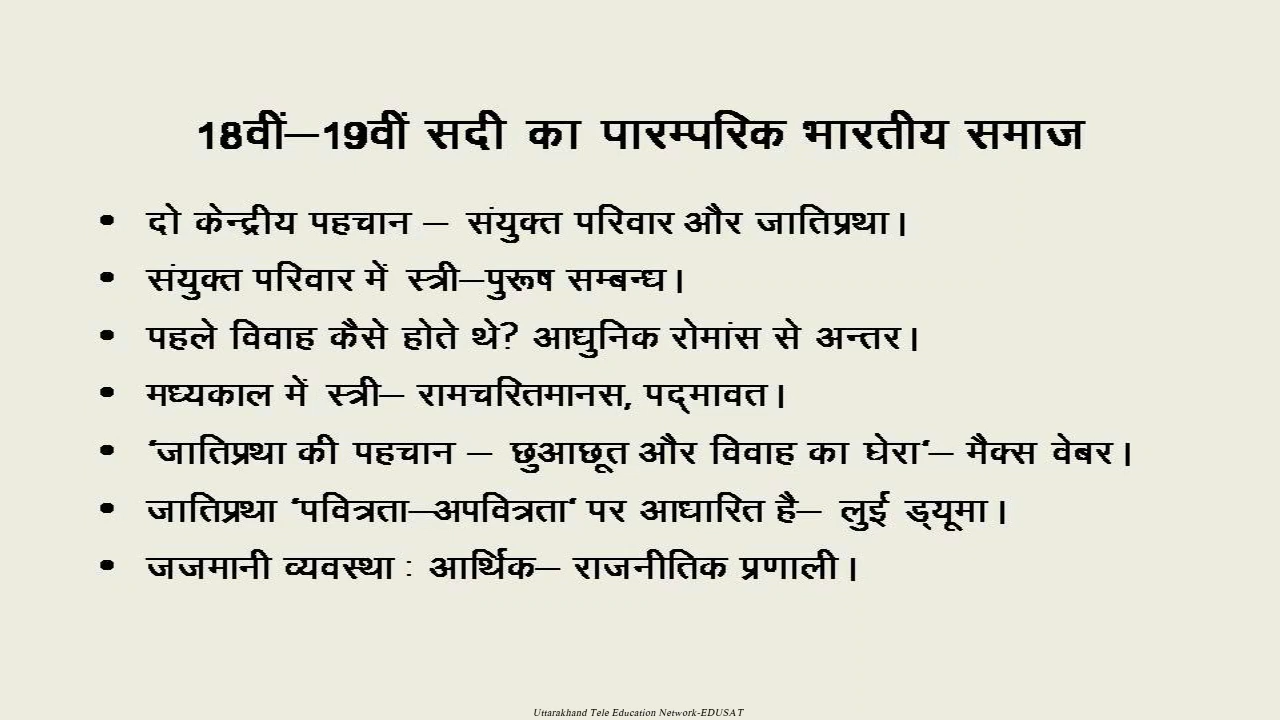 18वीं–19वीं सदी का पारम्परिक भारतीय समाज
• दो केन्द्रीय पहचान – संयुक्त परिवार और जातिप्रथा।
• संयुक्त परिवार में स्त्री–पुरूष सम्बन्ध।
• पहले विवाह कैसे होते थे? आधुनिक रोमांस से अन्तर।
• मध्यकाल में स्त्री– रामचरितमानस, पद्मावत।
• ‘जातिप्रथा की पहचान – छुआछूत और विवाह का घेरा‘– मैक्स वेबर।
• जातिप्रथा ‘पवित्रता–अपवित्रता‘ पर आधारित है– लुई ड्यूमा।
• जजमानी व्यवस्था : आर्थिक– राजनीतिक प्रणाली।
Uttarakhand Tele Education Network-EDUSAT